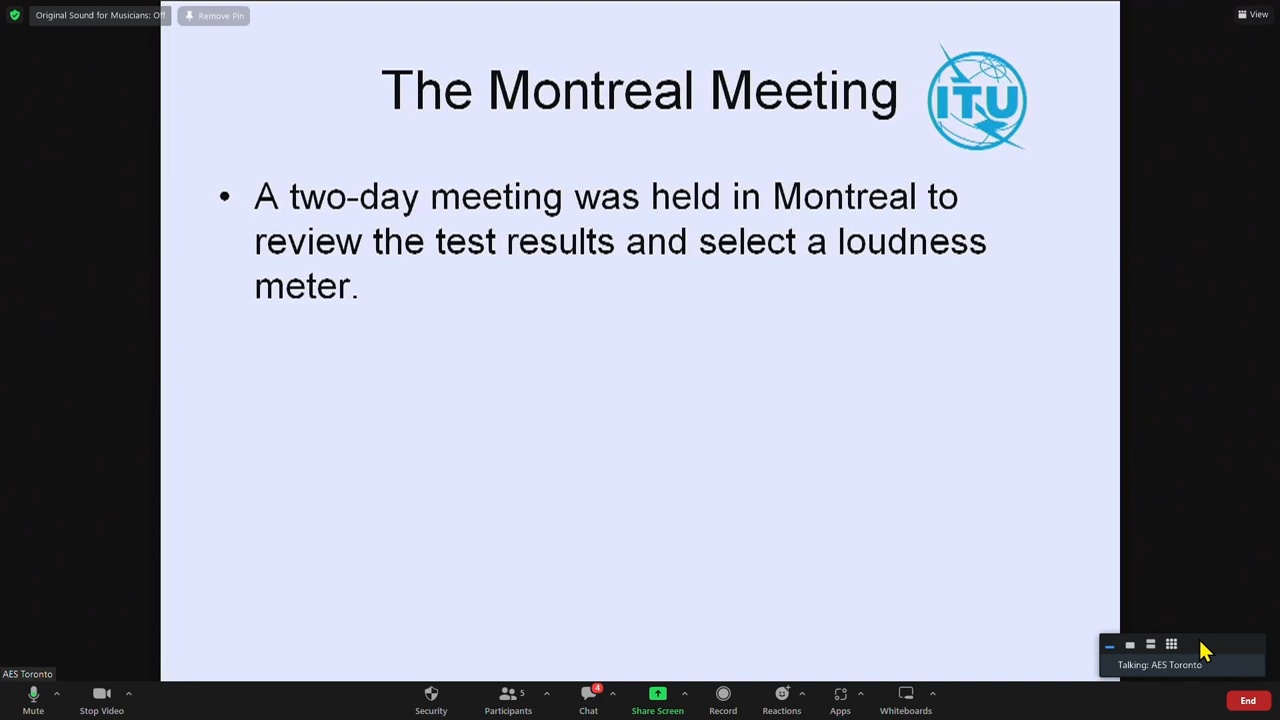 Original Sound for Musicians: Off
Remove Pin
View
The Montreal Meeting
ITU
• A two-day meeting was held in Montreal to
review the test results and select a loudness
meter.
Talking: AES Toronto
AES Toronto
Mute
Stop Video
Security
5
Participants
4
Chat
Share Screen
Record
Reactions
Apps
Whiteboards
End